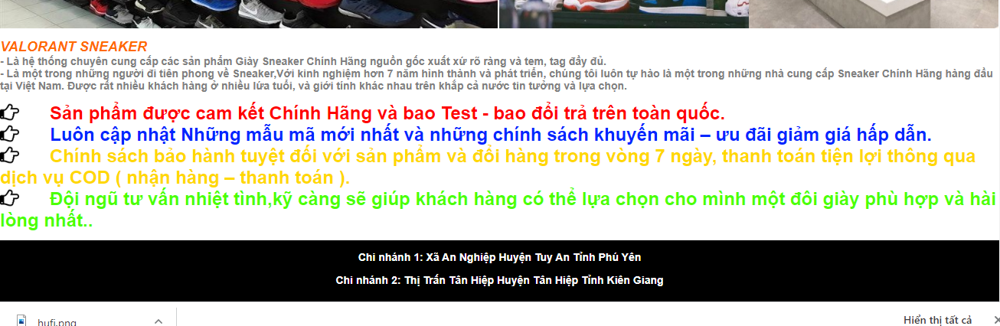 VALORANT SNEAKER
- Là hệ thống chuyên cung cấp các sản phẩm Giày Sneaker Chính Hãng nguồn gốc xuất xứ rõ ràng và tem, tag đầy đủ.
- Là một trong những người đi tiên phong về Sneaker,Với kinh nghiệm hơn 7 năm hình thành và phát triển, chúng tôi luôn tự hào là một trong những nhà cung cấp Sneaker Chính Hãng hàng đầu
tại Việt Nam. Được rất nhiều khách hàng ở nhiều lứa tuổi, và giới tính khác nhau trên khắp cả nước tin tưởng và lựa chọn.
Sản phẩm được cam kết Chính Hãng và bao Test - bao đổi trả trên toàn quốc.
Luôn cập nhật Những mẫu mã mới nhất và những chính sách khuyến mãi – ưu đãi giảm giá hấp dẫn.
Chính sách bảo hành tuyệt đối với sản phẩm và đổi hàng trong vòng 7 ngày, thanh toán tiện lợi thông qua
dịch vụ COD ( nhận hàng – thanh toán ).
Đội ngũ tư vấn nhiệt tình,kỹ càng sẽ giúp khách hàng có thể lựa chọn cho mình một đôi giày phù hợp và hài
lòng nhất..
Chi nhánh 1: Xã An Nghiệp Huyện Tuy An Tỉnh Phú Yên
Chi nhánh 2: Thị Trấn Tân Hiệp Huyện Tân Hiệp Tỉnh Kiên Giang
hufi.png
Hiển thị tất cả